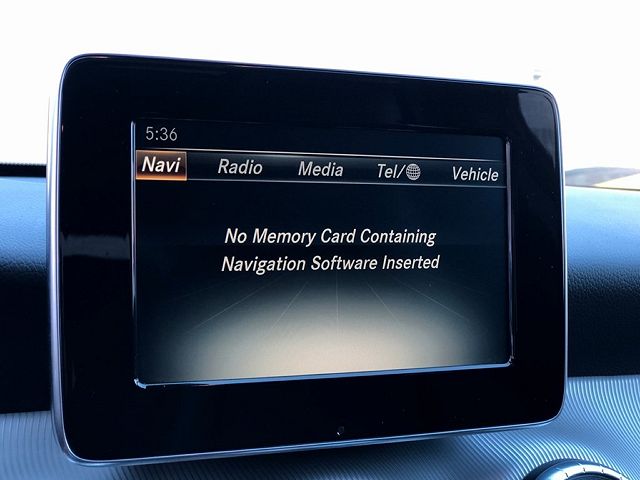 5:36
Navi Radio Media Tel/ Vehicle
No Memory Card Containing
Navigation Software Inserted